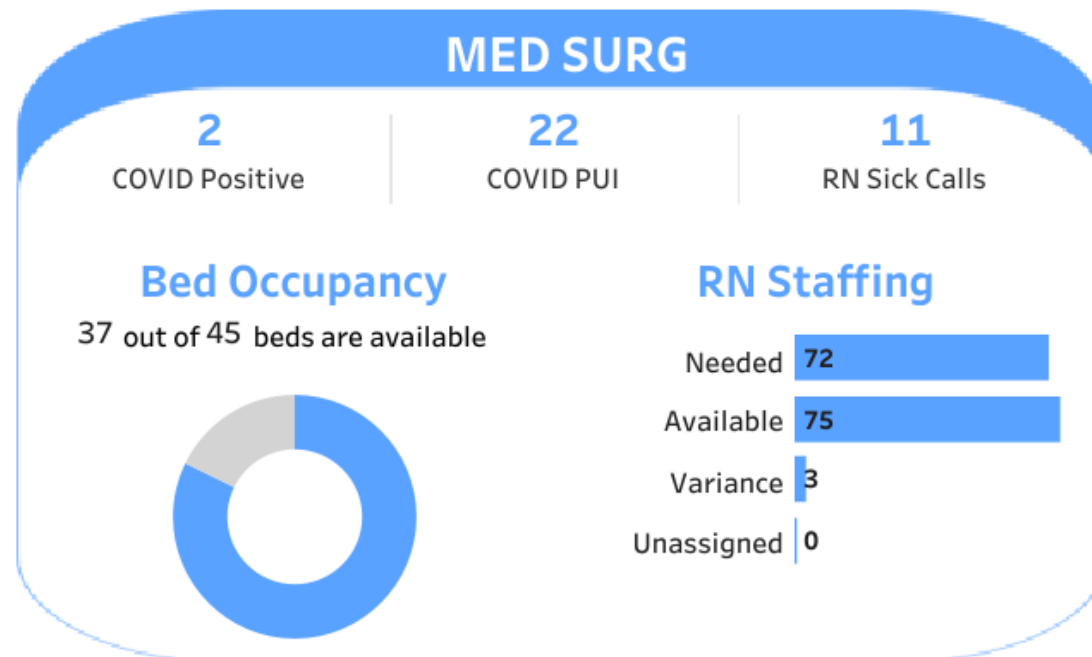 MED SURG
2
COVID Positive
22
COVID PUI
11
RN Sick Calls
Bed Occupancy
37 out of 45 beds are available
RN Staffing
Needed 72
Available 75
Variance 3
Unassigned 0